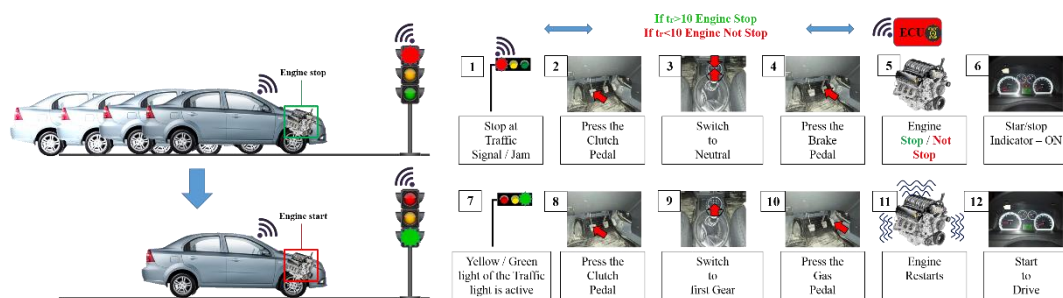 Engine stop
Engine start
If tᵣ>10 Engine Stop
If tᵣ<10 Engine Not Stop
ECU
1
2
3
4
5
6
Stop at
Traffic
Signal / Jam
Press the
Clutch
Pedal
Switch
to
Neutral
Press the
Brake
Pedal
Engine
Stop / Not
Stop
Star/stop
Indicator – ON
7
8
9
10
11
12
Yellow / Green
light of the Traffic
light is active
Press the
Clutch
Pedal
Switch
to
first Gear
Press the
Gas
Pedal
Engine
Restarts
Start
to
Drive